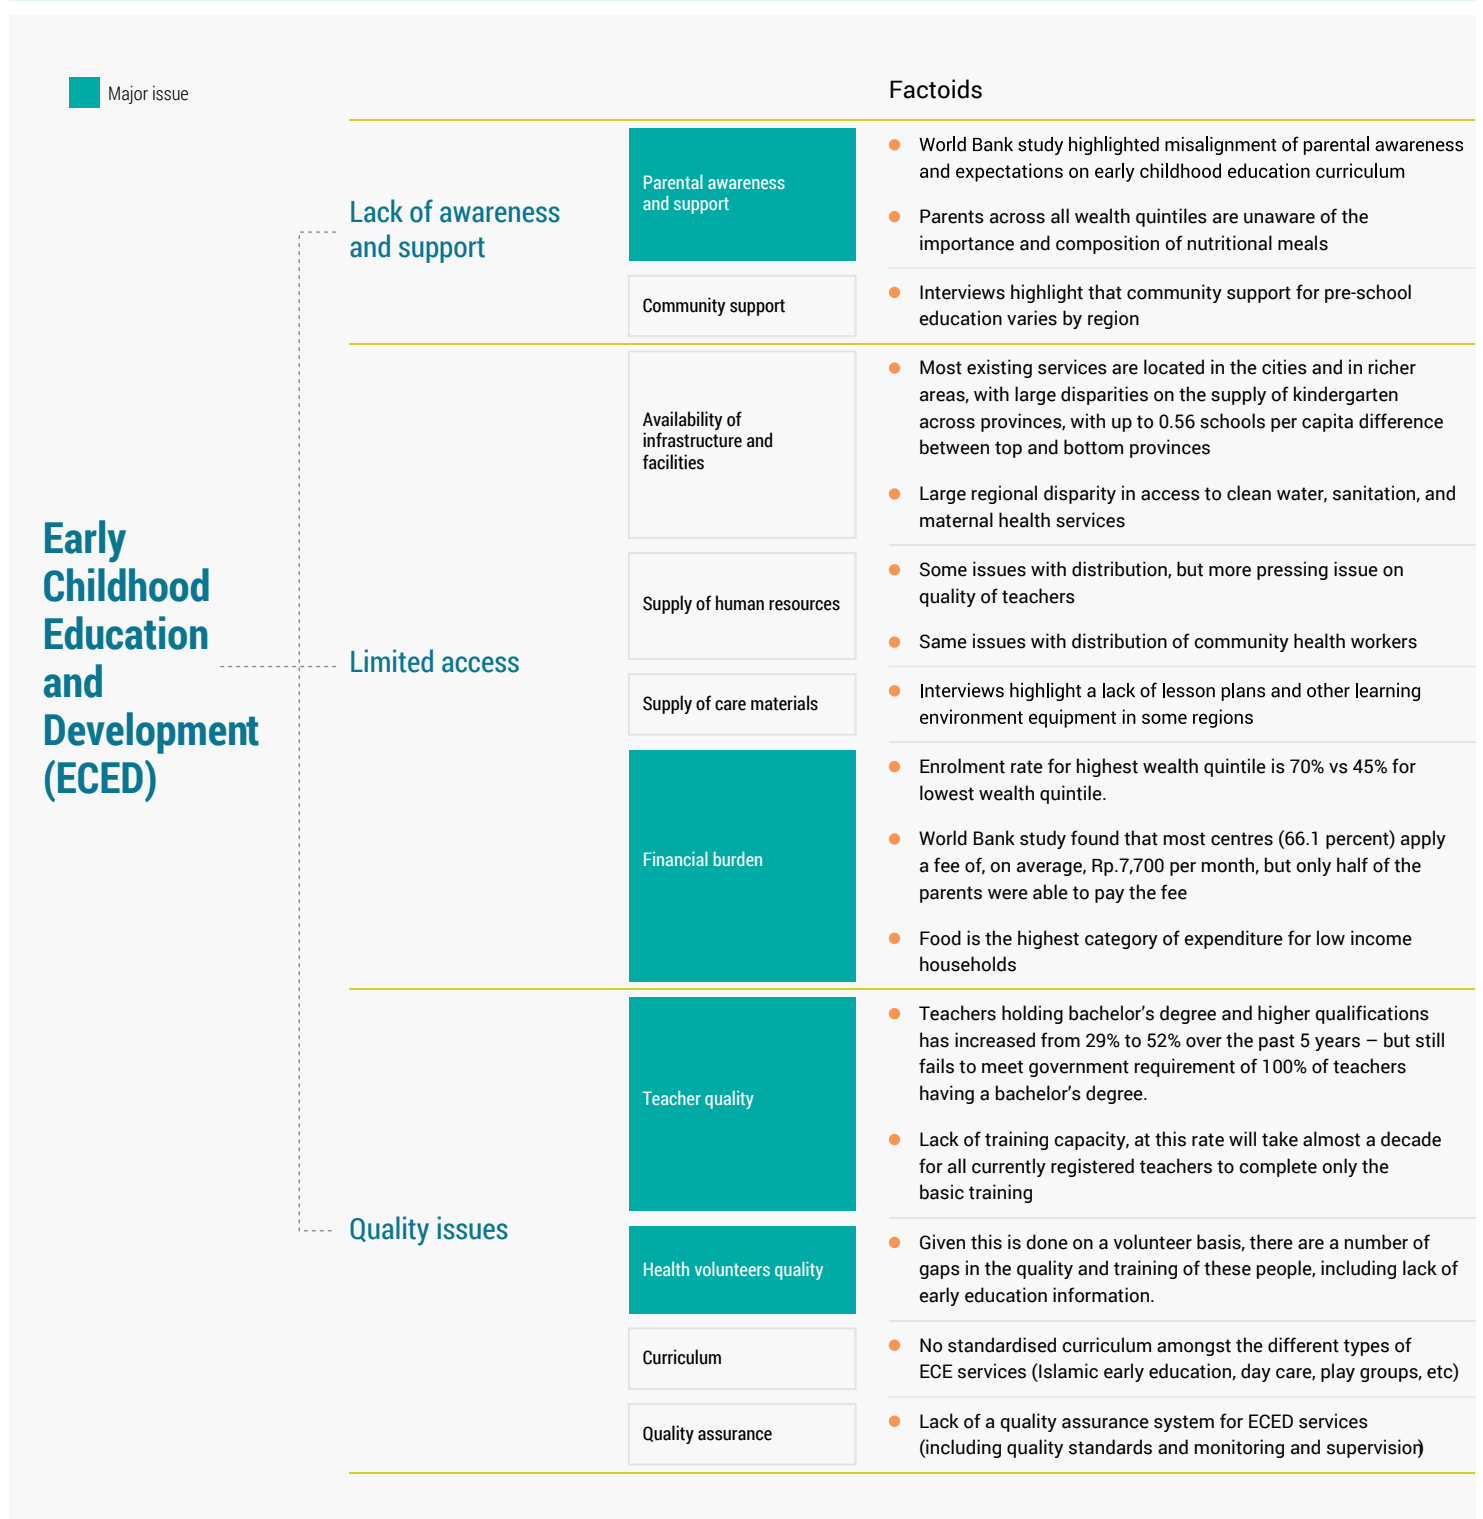 Major issue
Factoids
Early
Childhood
Education
and
Development
(ECED)
Lack of awareness
and support
Parental awareness
and support
World Bank study highlighted misalignment of parental awareness
and expectations on early childhood education curriculum
Parents across all wealth quintiles are unaware of the
importance and composition of nutritional meals
Community support
Interviews highlight that community support for pre-school
education varies by region
Limited access
Availability of
infrastructure and
facilities
Most existing services are located in the cities and in richer
areas, with large disparities on the supply of kindergarten
across provinces, with up to 0.56 schools per capita difference
between top and bottom provinces
Large regional disparity in access to clean water, sanitation, and
maternal health services
Supply of human resources
Some issues with distribution, but more pressing issue on
quality of teachers
Same issues with distribution of community health workers
Supply of care materials
Interviews highlight a lack of lesson plans and other learning
environment equipment in some regions
Financial burden
Enrolment rate for highest wealth quintile is 70% vs 45% for
lowest wealth quintile.
World Bank study found that most centres (66.1 percent) apply
a fee of, on average, Rp.7,700 per month, but only half of the
parents were able to pay the fee
Food is the highest category of expenditure for low income
households
Quality issues
Teacher quality
Teachers holding bachelor’s degree and higher qualifications
has increased from 29% to 52% over the past 5 years – but still
fails to meet government requirement of 100% of teachers
having a bachelor’s degree.
Lack of training capacity, at this rate will take almost a decade
for all currently registered teachers to complete only the
basic training
Health volunteers quality
Given this is done on a volunteer basis, there are a number of
gaps in the quality and training of these people, including lack of
early education information.
Curriculum
No standardised curriculum amongst the different types of
ECE services (Islamic early education, day care, play groups, etc)
Quality assurance
Lack of a quality assurance system for ECED services
(including quality standards and monitoring and supervision)